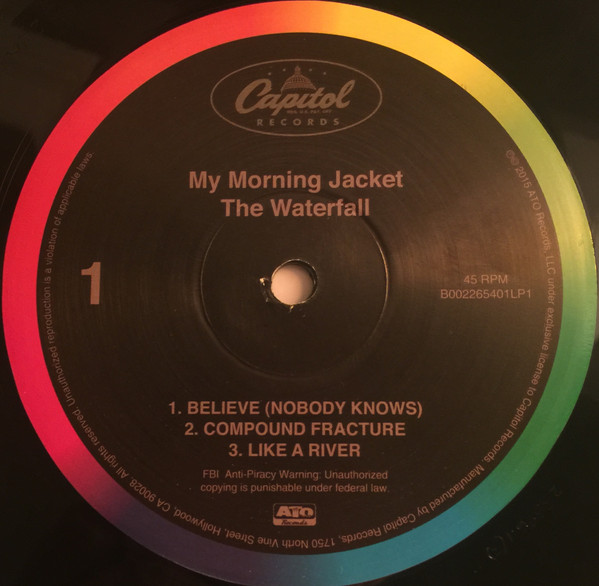 Capitol
RECORDS
My Morning Jacket
The Waterfall
1
45 RPM
B002265401LP1
1. BELIEVE (NOBODY KNOWS)
2. COMPOUND FRACTURE
3. LIKE A RIVER
FBI Anti-Piracy Warning: Unauthorized
copying is punishable under federal law.
ATO
Records
℗© 2015 ATO Records, LLC under exclusive license to Capitol Records. Manufactured by Capitol Records, 1750 North Vine Street, Hollywood, CA 90028 All rights reserved. Unauthorized reproduction is a violation of applicable laws.